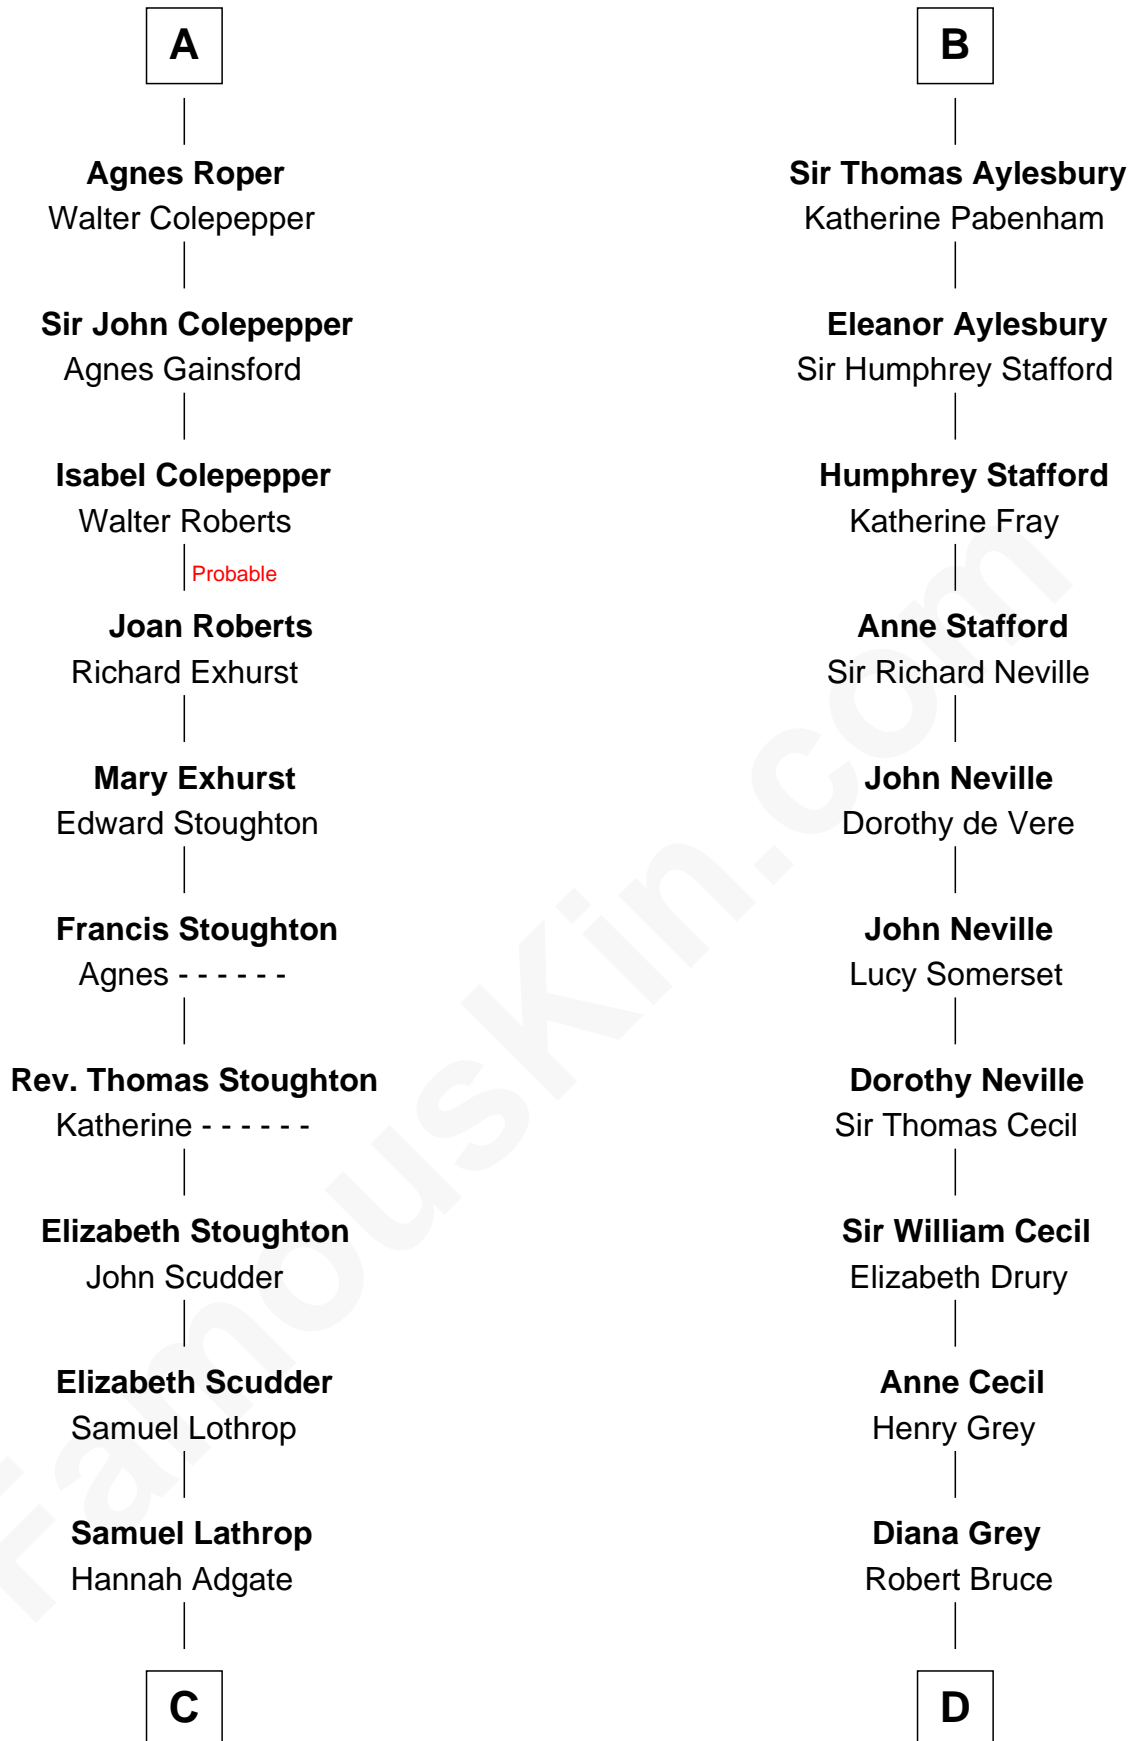 A
Agnes Roper
Walter Colepepper
Sir John Colepepper
Agnes Gainsford
Isabel Colepepper
Walter Roberts
Probable
Joan Roberts
Richard Exhurst
Mary Exhurst
Edward Stoughton
Francis Stoughton
Agnes - - - - - -
Rev. Thomas Stoughton
Katherine - - - - - -
Elizabeth Stoughton
John Scudder
Elizabeth Scudder
Samuel Lothrop
Samuel Lathrop
Hannah Adgate
C
B
Sir Thomas Aylesbury
Katherine Pabenham
Eleanor Aylesbury
Sir Humphrey Stafford
Humphrey Stafford
Katherine Fray
Anne Stafford
Sir Richard Neville
John Neville
Dorothy de Vere
John Neville
Lucy Somerset
Dorothy Neville
Sir Thomas Cecil
Sir William Cecil
Elizabeth Drury
Anne Cecil
Henry Grey
Diana Grey
Robert Bruce
D
FamousKin.com